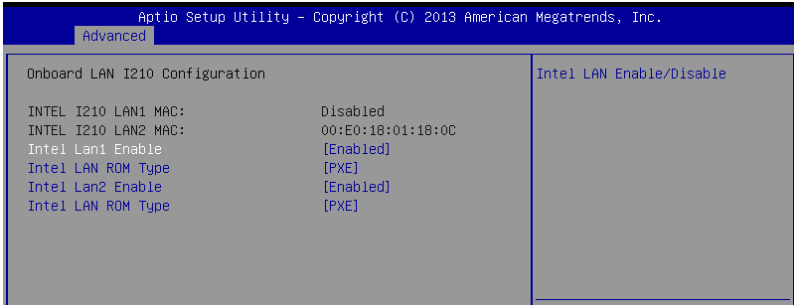 Aptio Setup Utility – Copyright (C) 2013 American Megatrends, Inc.
Advanced
Onboard LAN I210 Configuration
Intel LAN Enable/Disable
INTEL I210 LAN1 MAC: Disabled
INTEL I210 LAN2 MAC: 00:E0:18:01:18:0C
Intel Lan1 Enable [Enabled]
Intel LAN ROM Type [PXE]
Intel Lan2 Enable [Enabled]
Intel LAN ROM Type [PXE]